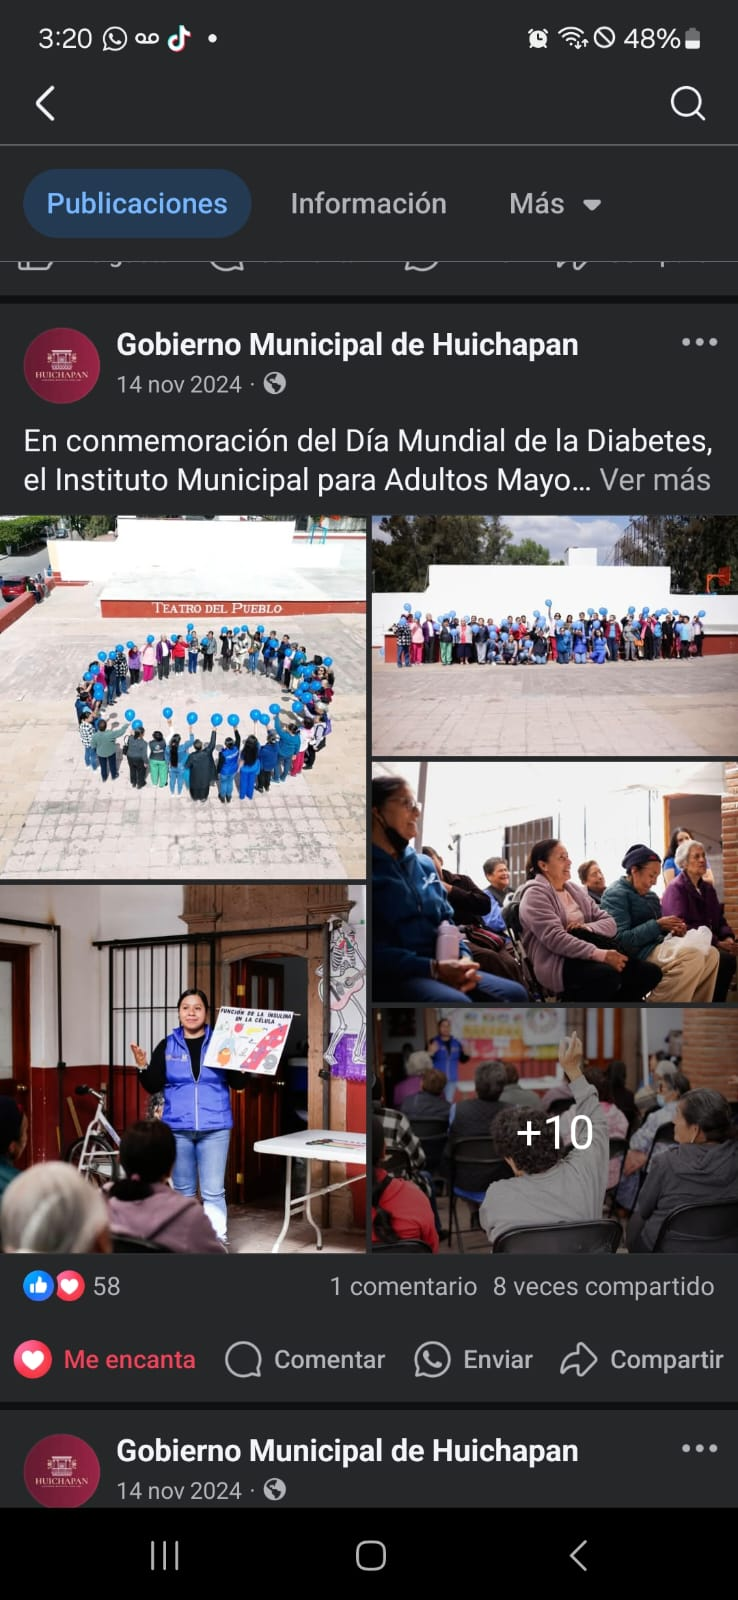 3:20
48%
Publicaciones
Información
Más
HUICHAPAN
Gobierno Municipal de Huichapan
14 nov 2024 ·
En conmemoración del Día Mundial de la Diabetes,
el Instituto Municipal para Adultos Mayo... Ver más
TEATRO DEL PUEBLO
FUNCIÓN DE LA INSULINA
EN LA CÉLULA
+10
58
1 comentario 8 veces compartido
Me encanta
Comentar
Enviar
Compartir
HUICHAPAN
Gobierno Municipal de Huichapan
14 nov 2024 ·